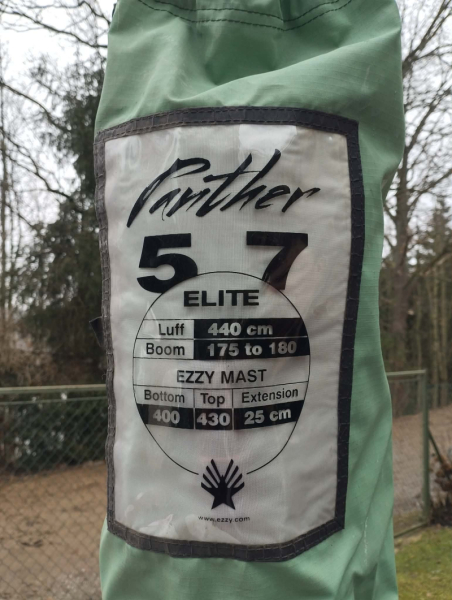 Panther
5 7
ELITE
Luff 440 cm
Boom 175 to 180
EZZY MAST
Bottom Top Extension
400 430 25 cm
www.ezzy.com